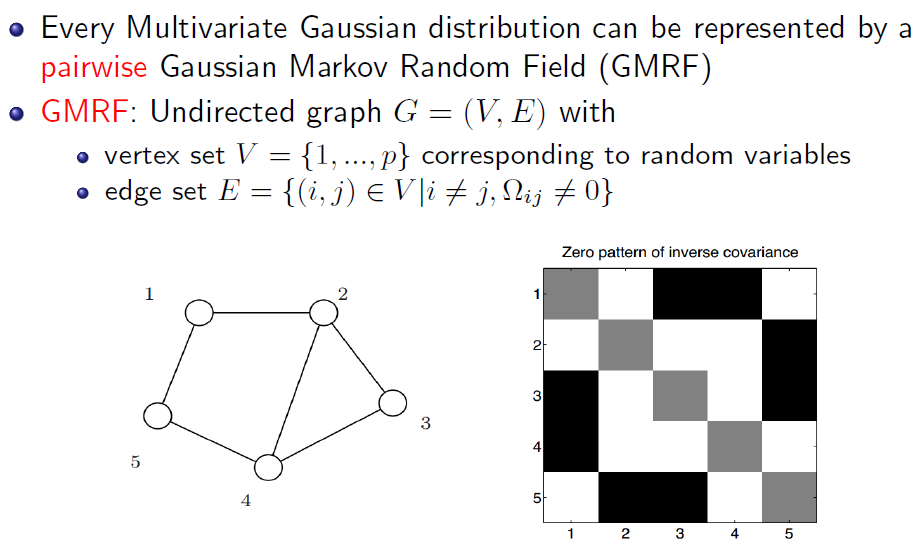 Every Multivariate Gaussian distribution can be represented by a
pairwise Gaussian Markov Random Field (GMRF)
GMRF: Undirected graph G = (V, E) with
vertex set V = {1, ..., p} corresponding to random variables
edge set E = {(i, j) ∈ V|i ≠ j, Ωij ≠ 0}
1
2
3
5
4
Zero pattern of inverse covariance
1
2
3
4
5
1 2 3 4 5